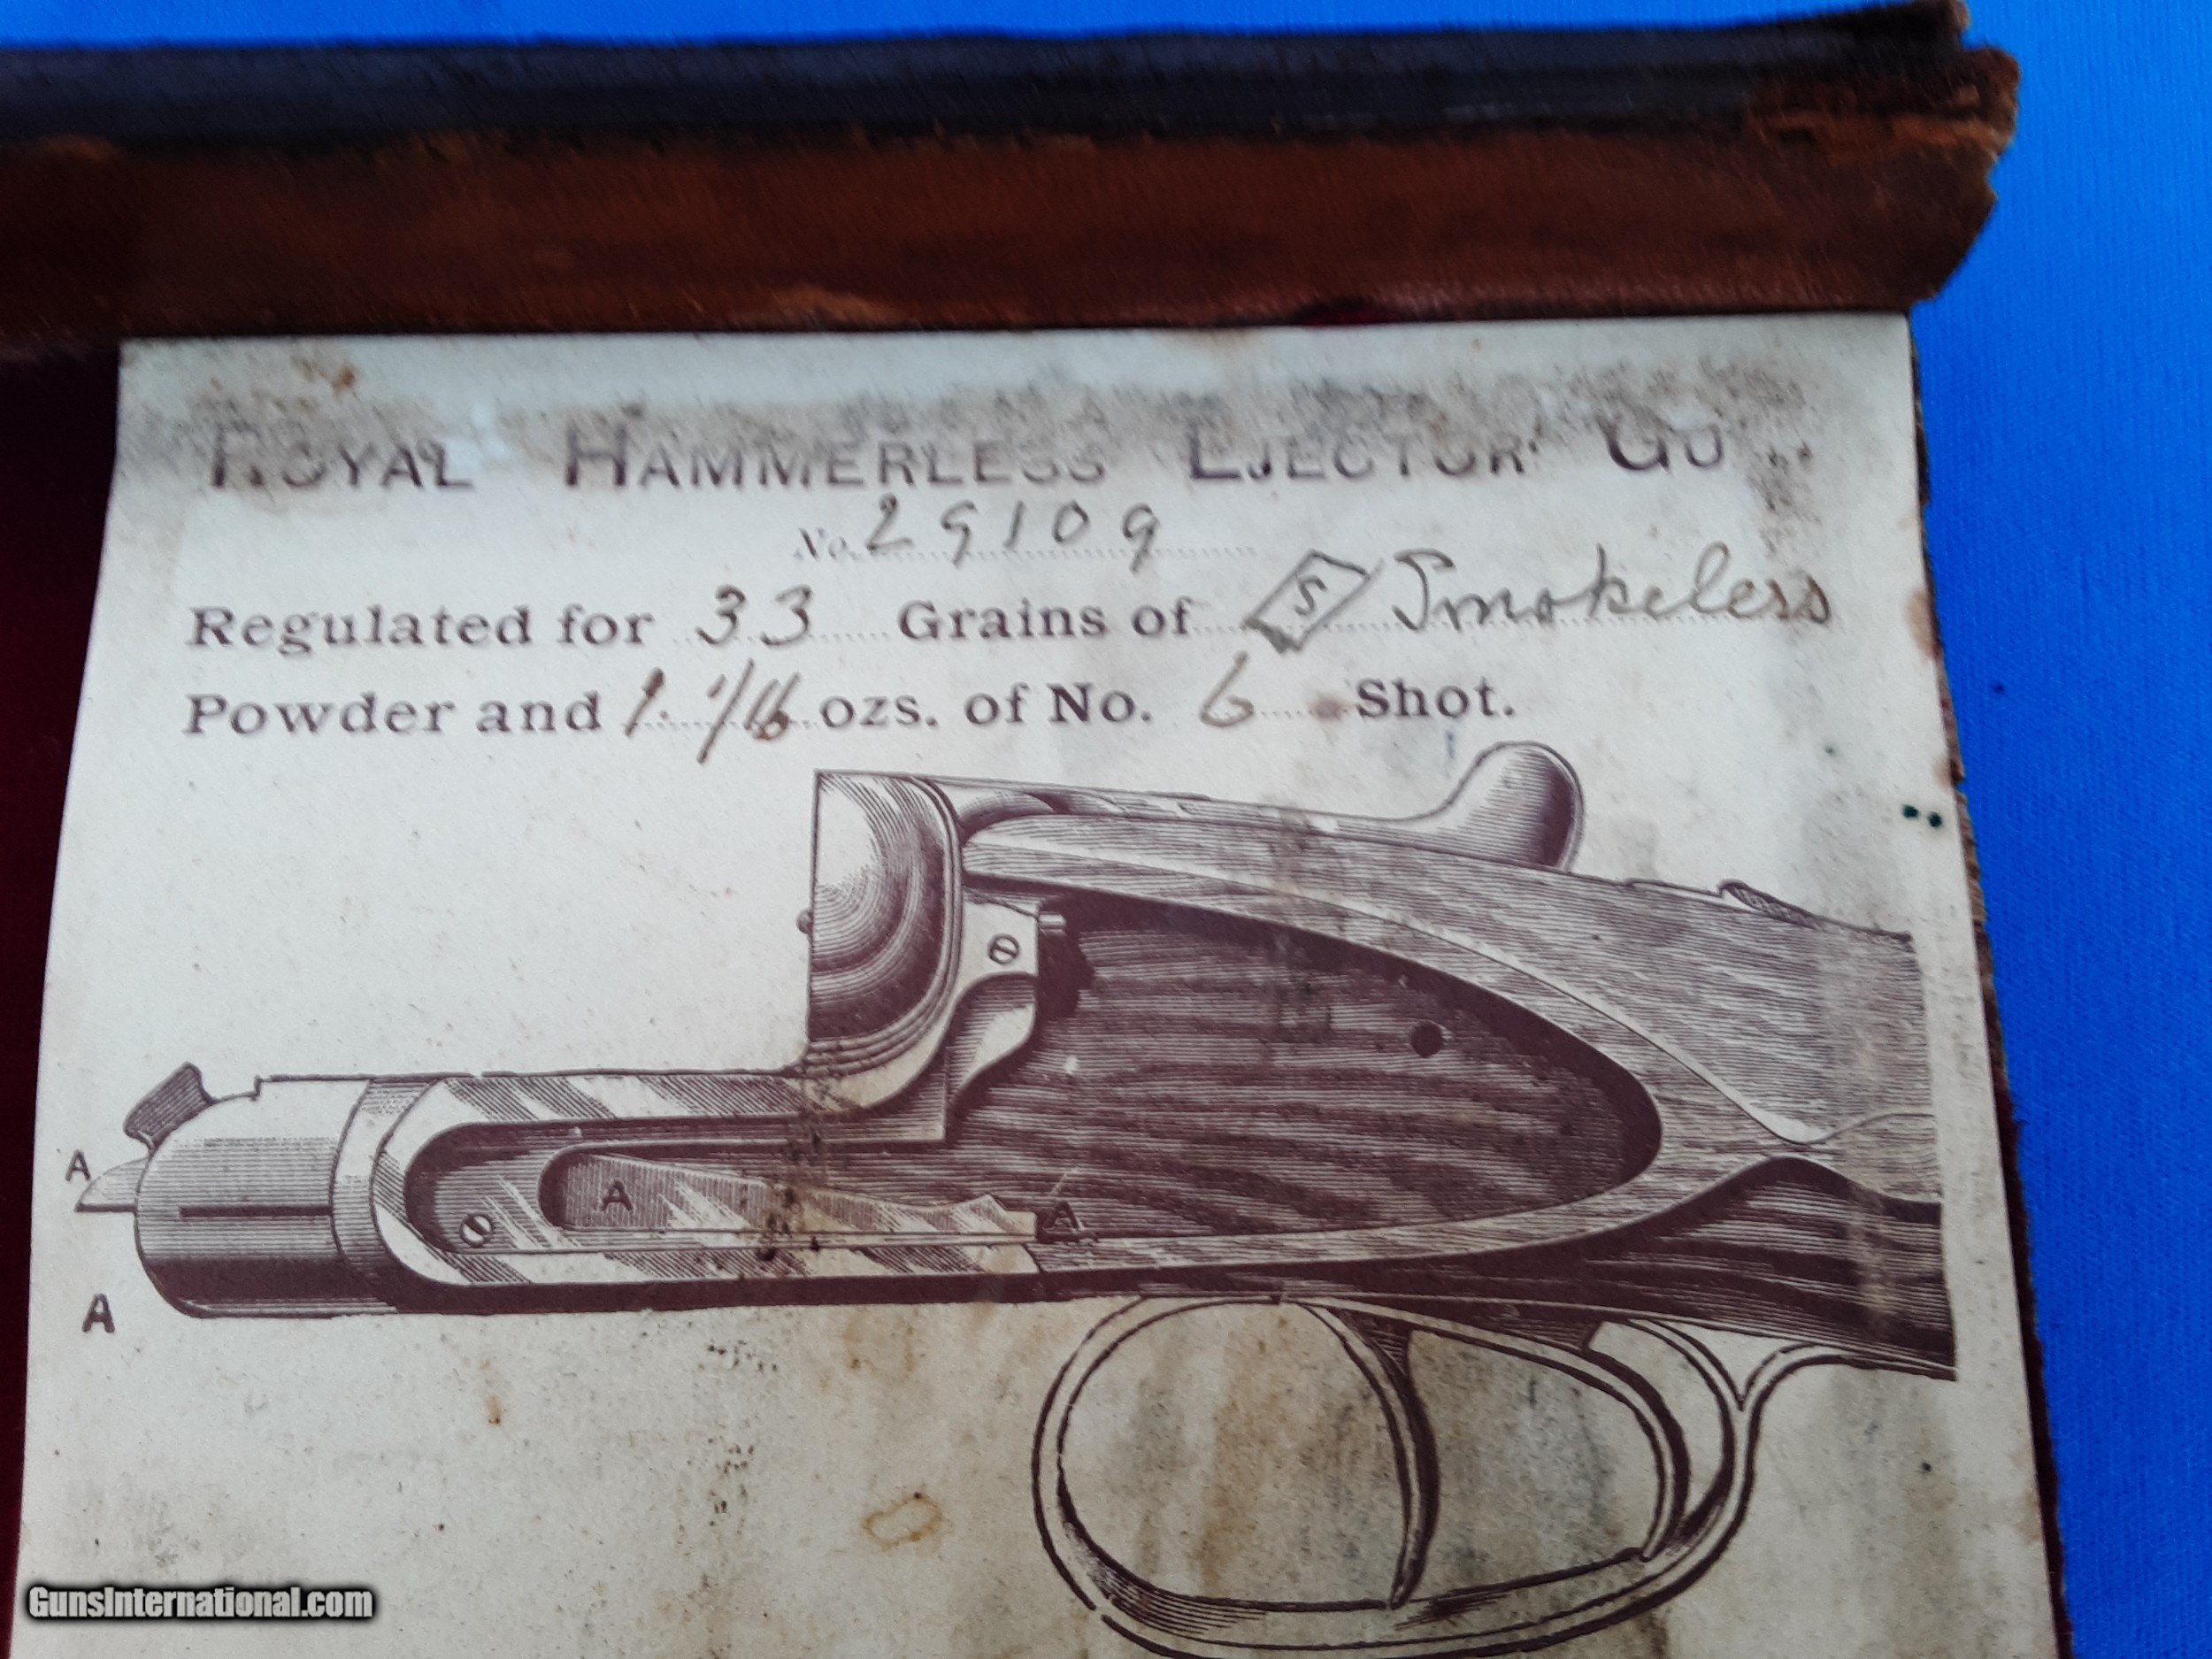 ROYAL HAMMERLESS EJECTOR GU
No. 29109
Regulated for 33 Grains of S Smokeless
Powder and 1 1/16 ozs. of No. 6 Shot.
A
A
A
A
GunsInternational.com